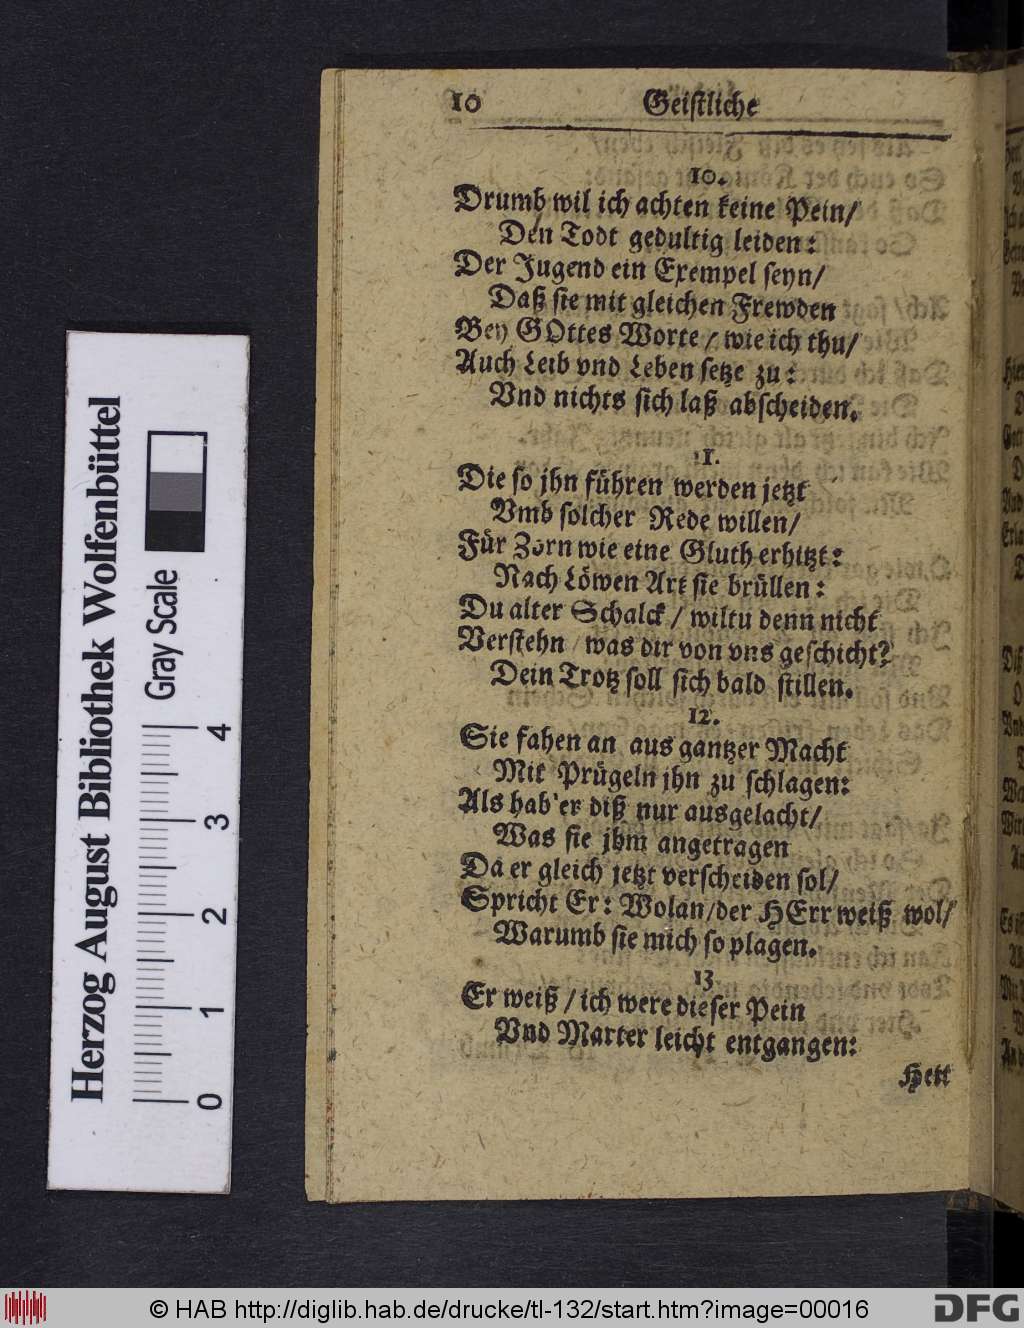 10 Geistliche
10.
Drumb wil ich achten keine Pein/
Den Todt gedultig leiden:
Der Jugend ein Exempel seyn/
Daß sie mit gleichen Frewden
Bey GOttes Worte / wie ich thu/
Auch Leib vnd Leben setze zu:
Vnd nichts sich laß abscheiden.
11.
Die so jhn führen werden jetzt
Vmb solcher Rede willen/
Für Zorn wie eine Gluth erhitzt:
Nach Löwen Art sie brüllen:
Du alter Schalck / wiltu denn nicht
Verstehn / was dir von vns geschicht?
Dein Trotz soll sich bald stillen.
12.
Sie fahen an aus gantzer Macht
Mit Prügeln jhn zu schlagen:
Als hab' er diß nur ausgelacht/
Was sie jhm angetragen
Da er gleich jetzt verscheiden sol/
Spricht Er: Wolan/der HErr weiß wol/
Warumb sie mich so plagen.
13
Er weiß / ich were dieser Pein
Vnd Marter leicht entgangen:
Hett
Herzog August Bibliothek Wolfenbüttel
Gray Scale
0 1 2 3 4
© HAB http://diglib.hab.de/drucke/tl-132/start.htm?image=00016
DFG